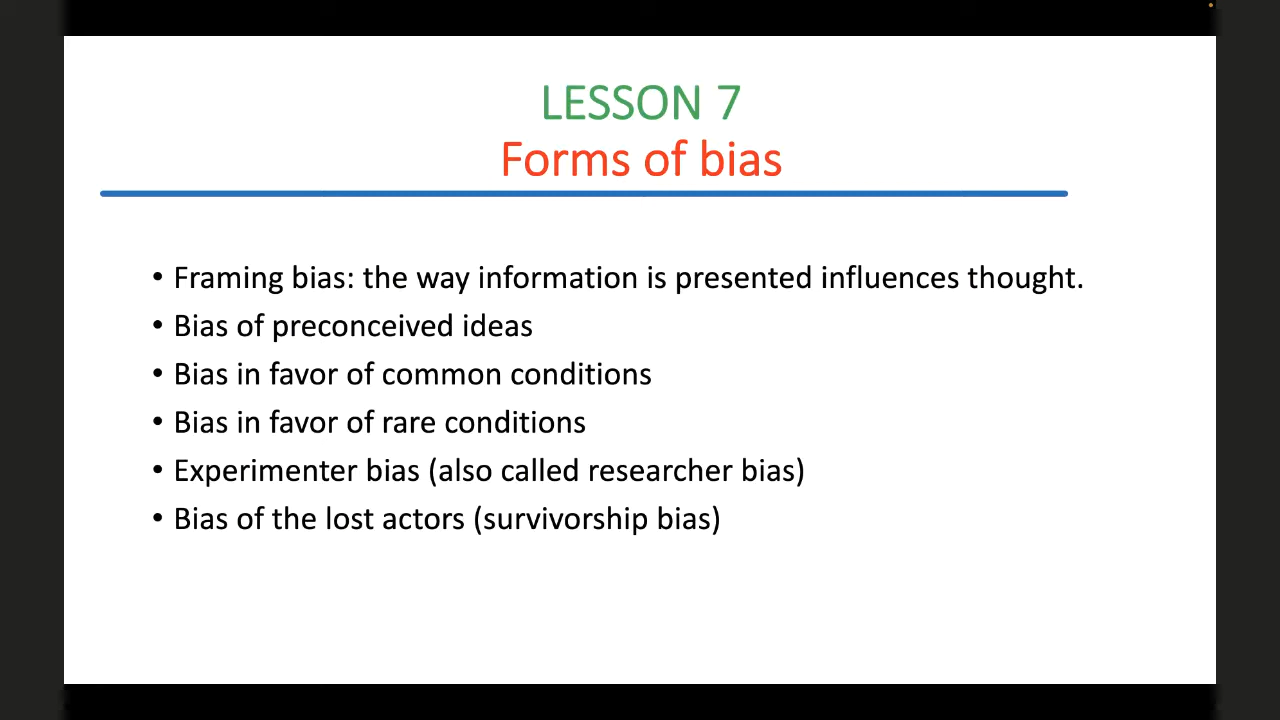 LESSON 7
Forms of bias
• Framing bias: the way information is presented influences thought.
• Bias of preconceived ideas
• Bias in favor of common conditions
• Bias in favor of rare conditions
• Experimenter bias (also called researcher bias)
• Bias of the lost actors (survivorship bias)